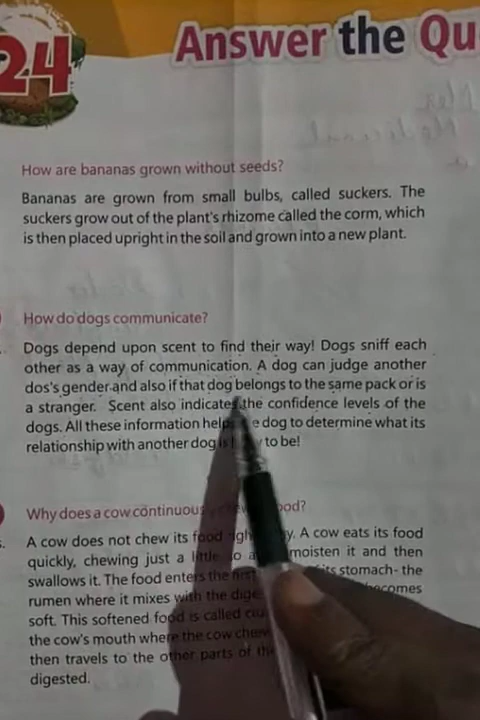 24
Answer the Qu
How are bananas grown without seeds?
Bananas are grown from small bulbs, called suckers. The
suckers grow out of the plant's rhizome called the corm, which
is then placed upright in the soil and grown into a new plant.
How do dogs communicate?
Dogs depend upon scent to find their way! Dogs sniff each
other as a way of communication. A dog can judge another
dos's gender and also if that dog belongs to the same pack or is
a stranger. Scent also indicates the confidence levels of the
dogs. All these information help e dog to determine what its
relationship with another dog is to be!
Why does a cow continuous food?
A cow does not chew its food A cow eats its food
quickly, chewing just a little moisten it and then
swallows it. The food enters the its stomach- the
rumen where it mixes with the becomes
soft. This softened food is called
the cow's mouth where the cow
then travels to the other parts of
digested.